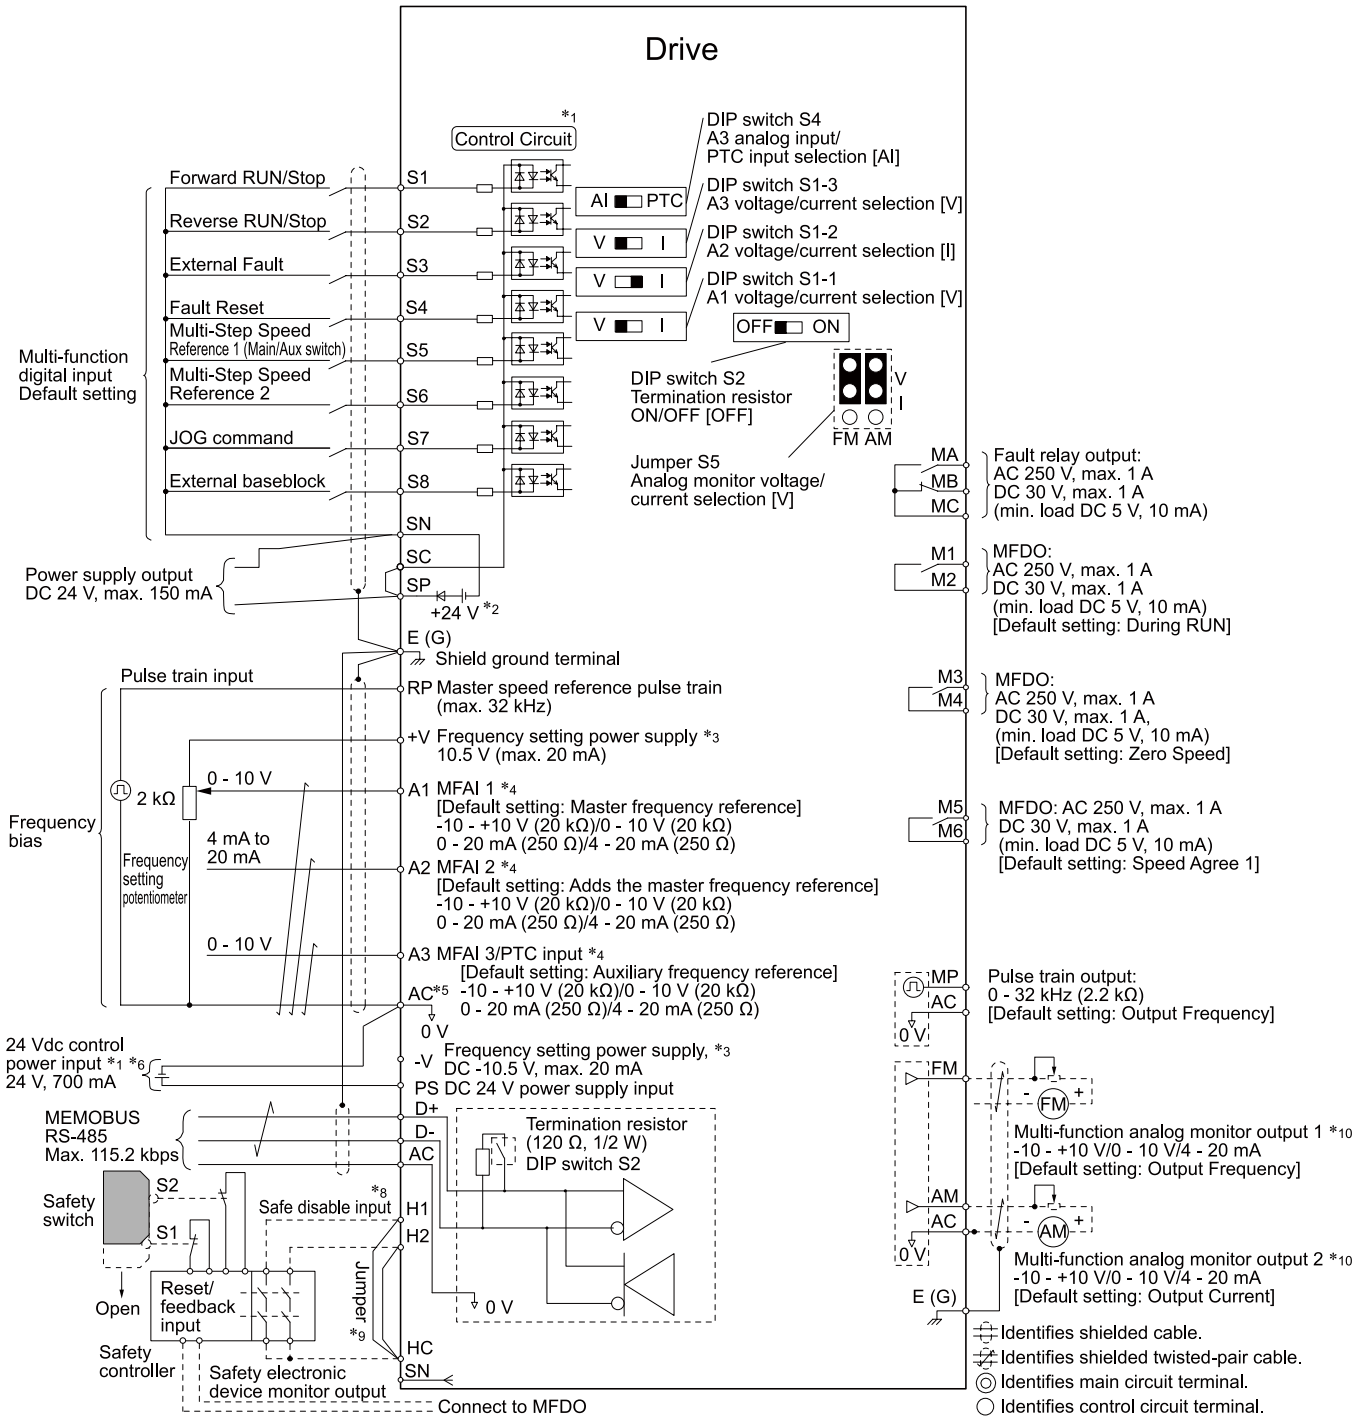 Drive
*1
Control Circuit
DIP switch S4
A3 analog input/
PTC input selection [AI]
DIP switch S1-3
A3 voltage/current selection [V]
DIP switch S1-2
A2 voltage/current selection [I]
DIP switch S1-1
A1 voltage/current selection [V]
AI PTC
V I
V I
V I
OFF ON
DIP switch S2
Termination resistor
ON/OFF [OFF]
V
I
FM AM
Jumper S5
Analog monitor voltage/
current selection [V]
Multi-function
digital input
Default setting
Forward RUN/Stop S1
Reverse RUN/Stop S2
External Fault S3
Fault Reset S4
Multi-Step Speed
Reference 1 (Main/Aux switch) S5
Multi-Step Speed
Reference 2 S6
JOG command S7
External baseblock S8
SN
SC
SP
+24 V *2
Power supply output
DC 24 V, max. 150 mA
E (G)
Shield ground terminal
Pulse train input
RP Master speed reference pulse train
(max. 32 kHz)
+V Frequency setting power supply *3
10.5 V (max. 20 mA)
0 - 10 V
2 kΩ
A1 MFAI 1 *4
[Default setting: Master frequency reference]
-10 - +10 V (20 kΩ)/0 - 10 V (20 kΩ)
0 - 20 mA (250 Ω)/4 - 20 mA (250 Ω)
Frequency
bias
4 mA to
20 mA
Frequency
setting
potentiometer
A2 MFAI 2 *4
[Default setting: Adds the master frequency reference]
-10 - +10 V (20 kΩ)/0 - 10 V (20 kΩ)
0 - 20 mA (250 Ω)/4 - 20 mA (250 Ω)
0 - 10 V
A3 MFAI 3/PTC input *4
[Default setting: Auxiliary frequency reference]
-10 - +10 V (20 kΩ)/0 - 10 V (20 kΩ)
0 - 20 mA (250 Ω)/4 - 20 mA (250 Ω)
AC *5
0 V
24 Vdc control
power input *1 *6
24 V, 700 mA
-V Frequency setting power supply, *3
DC -10.5 V, max. 20 mA
PS DC 24 V power supply input
MEMOBUS
RS-485
Max. 115.2 kbps
D+
D-
AC
Termination resistor
(120 Ω, 1/2 W)
DIP switch S2
0 V
Safety
switch
S2
S1
Open
Safe disable input *8
H1
H2
Jumper *9
HC
SN
Reset/
feedback
input
Safety
controller
Safety electronic
device monitor output
Connect to MFDO
MA
MB
MC
Fault relay output:
AC 250 V, max. 1 A
DC 30 V, max. 1 A
(min. load DC 5 V, 10 mA)
M1
M2
MFDO:
AC 250 V, max. 1 A
DC 30 V, max. 1 A
(min. load DC 5 V, 10 mA)
[Default setting: During RUN]
M3
M4
MFDO:
AC 250 V, max. 1 A
DC 30 V, max. 1 A,
(min. load DC 5 V, 10 mA)
[Default setting: Zero Speed]
M5
M6
MFDO: AC 250 V, max. 1 A
DC 30 V, max. 1 A
(min. load DC 5 V, 10 mA)
[Default setting: Speed Agree 1]
MP
AC
0 V
Pulse train output:
0 - 32 kHz (2.2 kΩ)
[Default setting: Output Frequency]
FM
- FM +
Multi-function analog monitor output 1 *10
-10 - +10 V/0 - 10 V/4 - 20 mA
[Default setting: Output Frequency]
AM
AC
0 V
- AM +
Multi-function analog monitor output 2 *10
-10 - +10 V/0 - 10 V/4 - 20 mA
[Default setting: Output Current]
E (G)
Identifies shielded cable.
Identifies shielded twisted-pair cable.
Identifies main circuit terminal.
Identifies control circuit terminal.